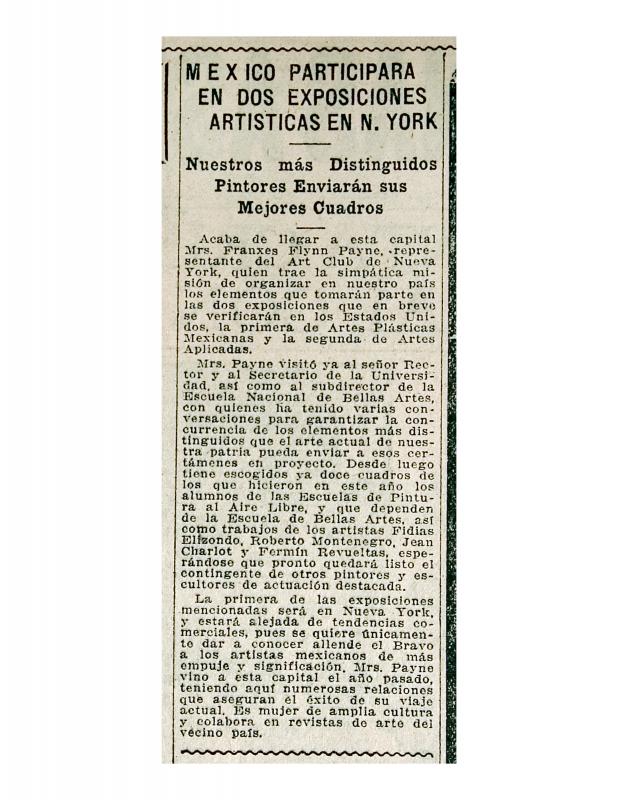 MEXICO PARTICIPARA
EN DOS EXPOSICIONES
ARTISTICAS EN N. YORK
Nuestros más Distinguidos
Pintores Enviarán sus
Mejores Cuadros
Acaba de llegar a esta capital
Mrs. Franxes Flynn Payne, repre-
sentante del Art Club de Nueva
York, quien trae la simpática mi-
sión de organizar en nuestro país
los elementos que tomarán parte en
las dos exposiciones que en breve
se verificarán en los Estados Uni-
dos, la primera de Artes Plásticas
Mexicanas y la segunda de Artes
Aplicadas.
Mrs. Payne visitó ya al señor Rec-
tor y al Secretario de la Universi-
dad, así como al subdirector de la
Escuela Nacional de Bellas Artes,
con quienes ha tenido varias con-
versaciones para garantizar la con-
currencia de los elementos más dis-
tinguidos que el arte actual de nues-
tra patria pueda enviar a esos cer-
támenes en proyecto. Desde luego
tiene escogidos ya doce cuadros de
los que hicieron en este año los
alumnos de las Escuelas de Pintu-
ra al Aire Libre, y que dependen
de la Escuela de Bellas Artes, así
como trabajos de los artistas Fidias
Elizondo, Roberto Montenegro, Jean
Charlot y Fermín Revueltas, espe-
rándose que pronto quedará listo el
contingente de otros pintores y es-
cultores de actuación destacada.
La primera de las exposiciones
mencionadas será en Nueva York,
y estará alejada de tendencias co-
merciales, pues se quiere únicamen-
te dar a conocer allende el Bravo
a los artistas mexicanos de más
empuje y significación. Mrs. Payne
vino a esta capital el año pasado,
teniendo aquí numerosas relaciones
que aseguran el éxito de su viaje
actual. Es mujer de amplia cultura
y colabora en revistas de arte del
vecino país.